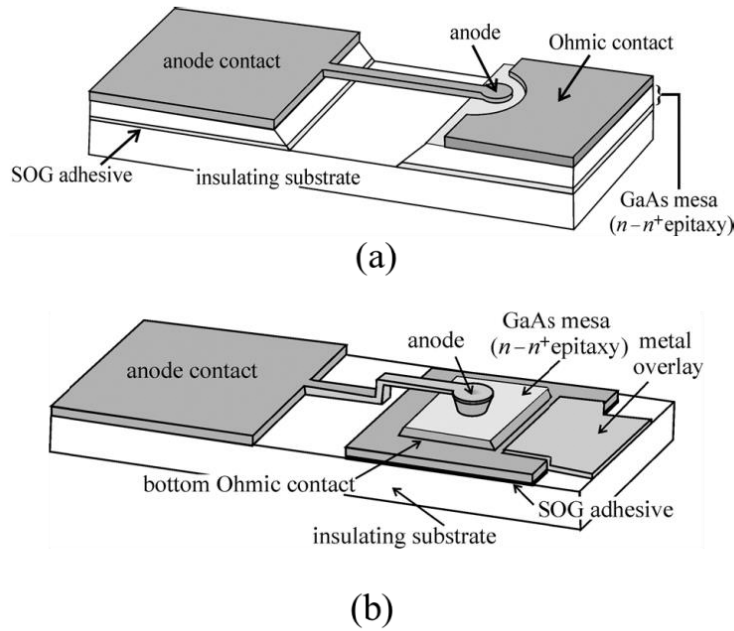 anode
Ohmic contact
anode contact
SOG adhesive
insulating substrate
GaAs mesa
(n–n⁺epitaxy)
(a)
GaAs mesa
(n–n⁺epitaxy)
anode
metal
overlay
anode contact
bottom Ohmic contact
SOG adhesive
insulating substrate
(b)